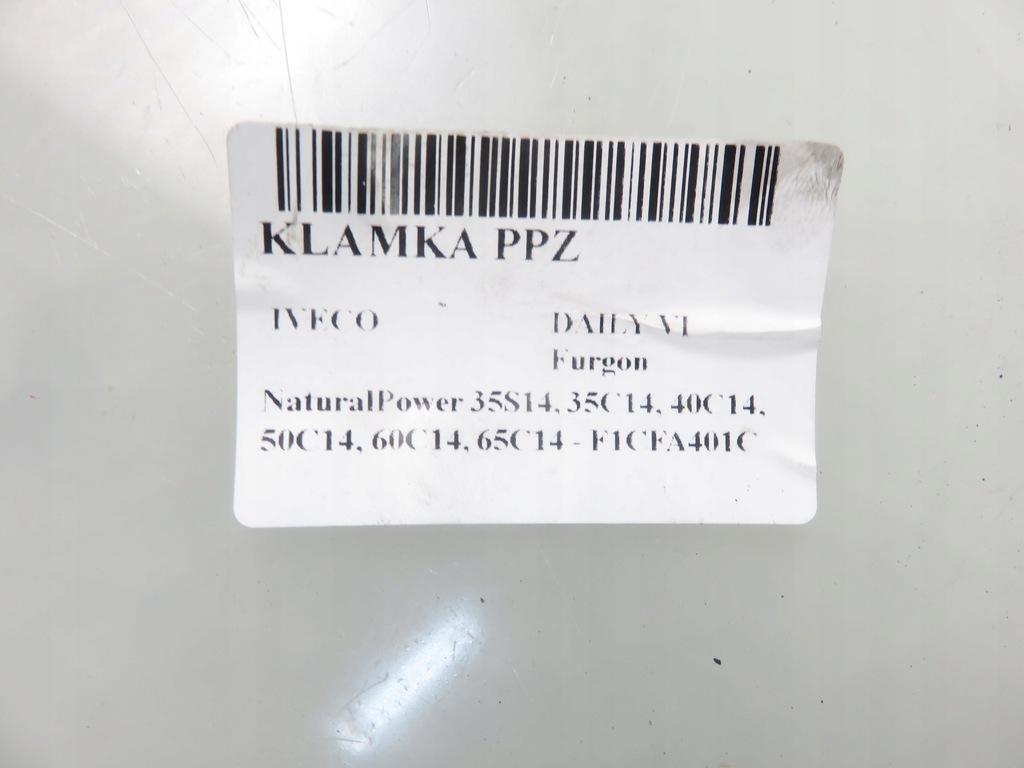 KLAMKA PPZ
IVECO DAILY VI
Furgon
NaturalPower 35S14, 35C14, 40C14,
50C14, 60C14, 65C14 - F1CFA401C